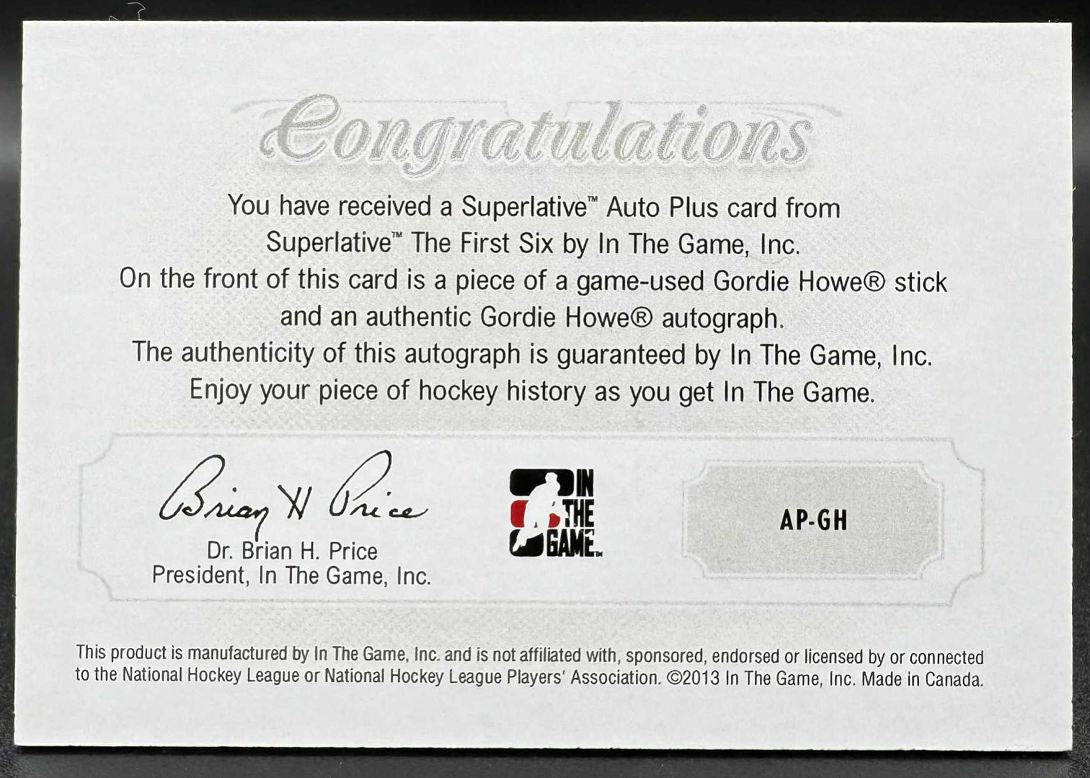 Congratulations
You have received a Superlative™ Auto Plus card from
Superlative™ The First Six by In The Game, Inc.
On the front of this card is a piece of a game-used Gordie Howe® stick
and an authentic Gordie Howe® autograph.
The authenticity of this autograph is guaranteed by In The Game, Inc.
Enjoy your piece of hockey history as you get In The Game.
Brian H Price
Dr. Brian H. Price
President, In The Game, Inc.
IN
THE
GAME™
AP-GH
This product is manufactured by In The Game, Inc. and is not affiliated with, sponsored, endorsed or licensed by or connected
to the National Hockey League or National Hockey League Players' Association. ©2013 In The Game, Inc. Made in Canada.